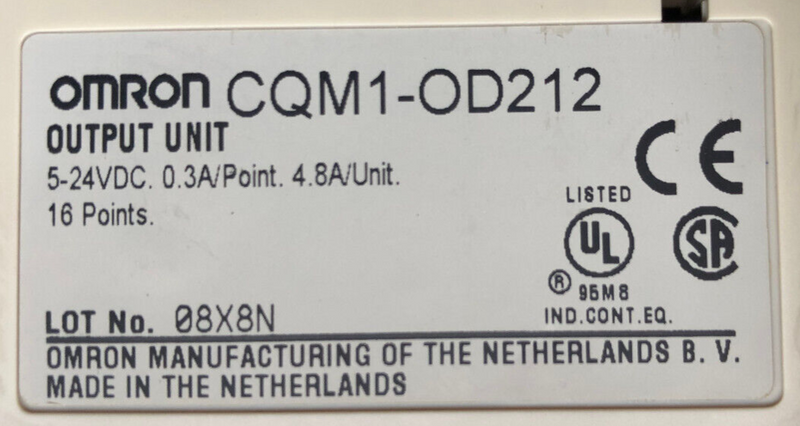 OMRON CQM1-OD212
OUTPUT UNIT
5-24VDC. 0.3A/Point. 4.8A/Unit.
16 Points.
CE
LISTED
UL
®
95M8
IND.CONT.EQ.
SA
LOT No. 08X8N
OMRON MANUFACTURING OF THE NETHERLANDS B. V.
MADE IN THE NETHERLANDS